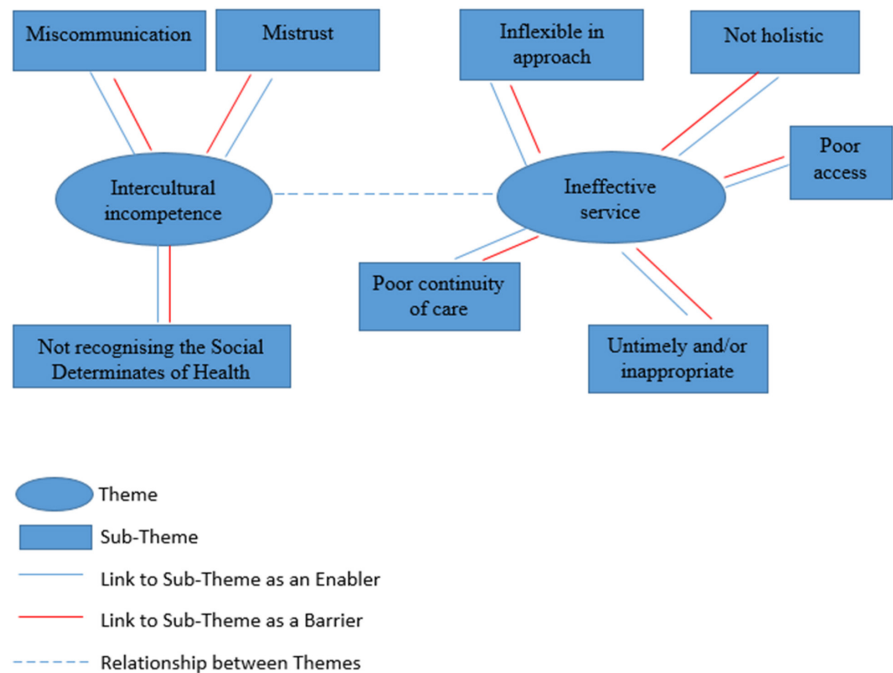 Miscommunication
Mistrust
Inflexible in
approach
Not holistic
Poor
access
Intercultural
incompetence
Ineffective
service
Poor continuity
of care
Not recognising the Social
Determinates of Health
Untimely and/or
inappropriate
Theme
Sub-Theme
Link to Sub-Theme as an Enabler
Link to Sub-Theme as a Barrier
Relationship between Themes